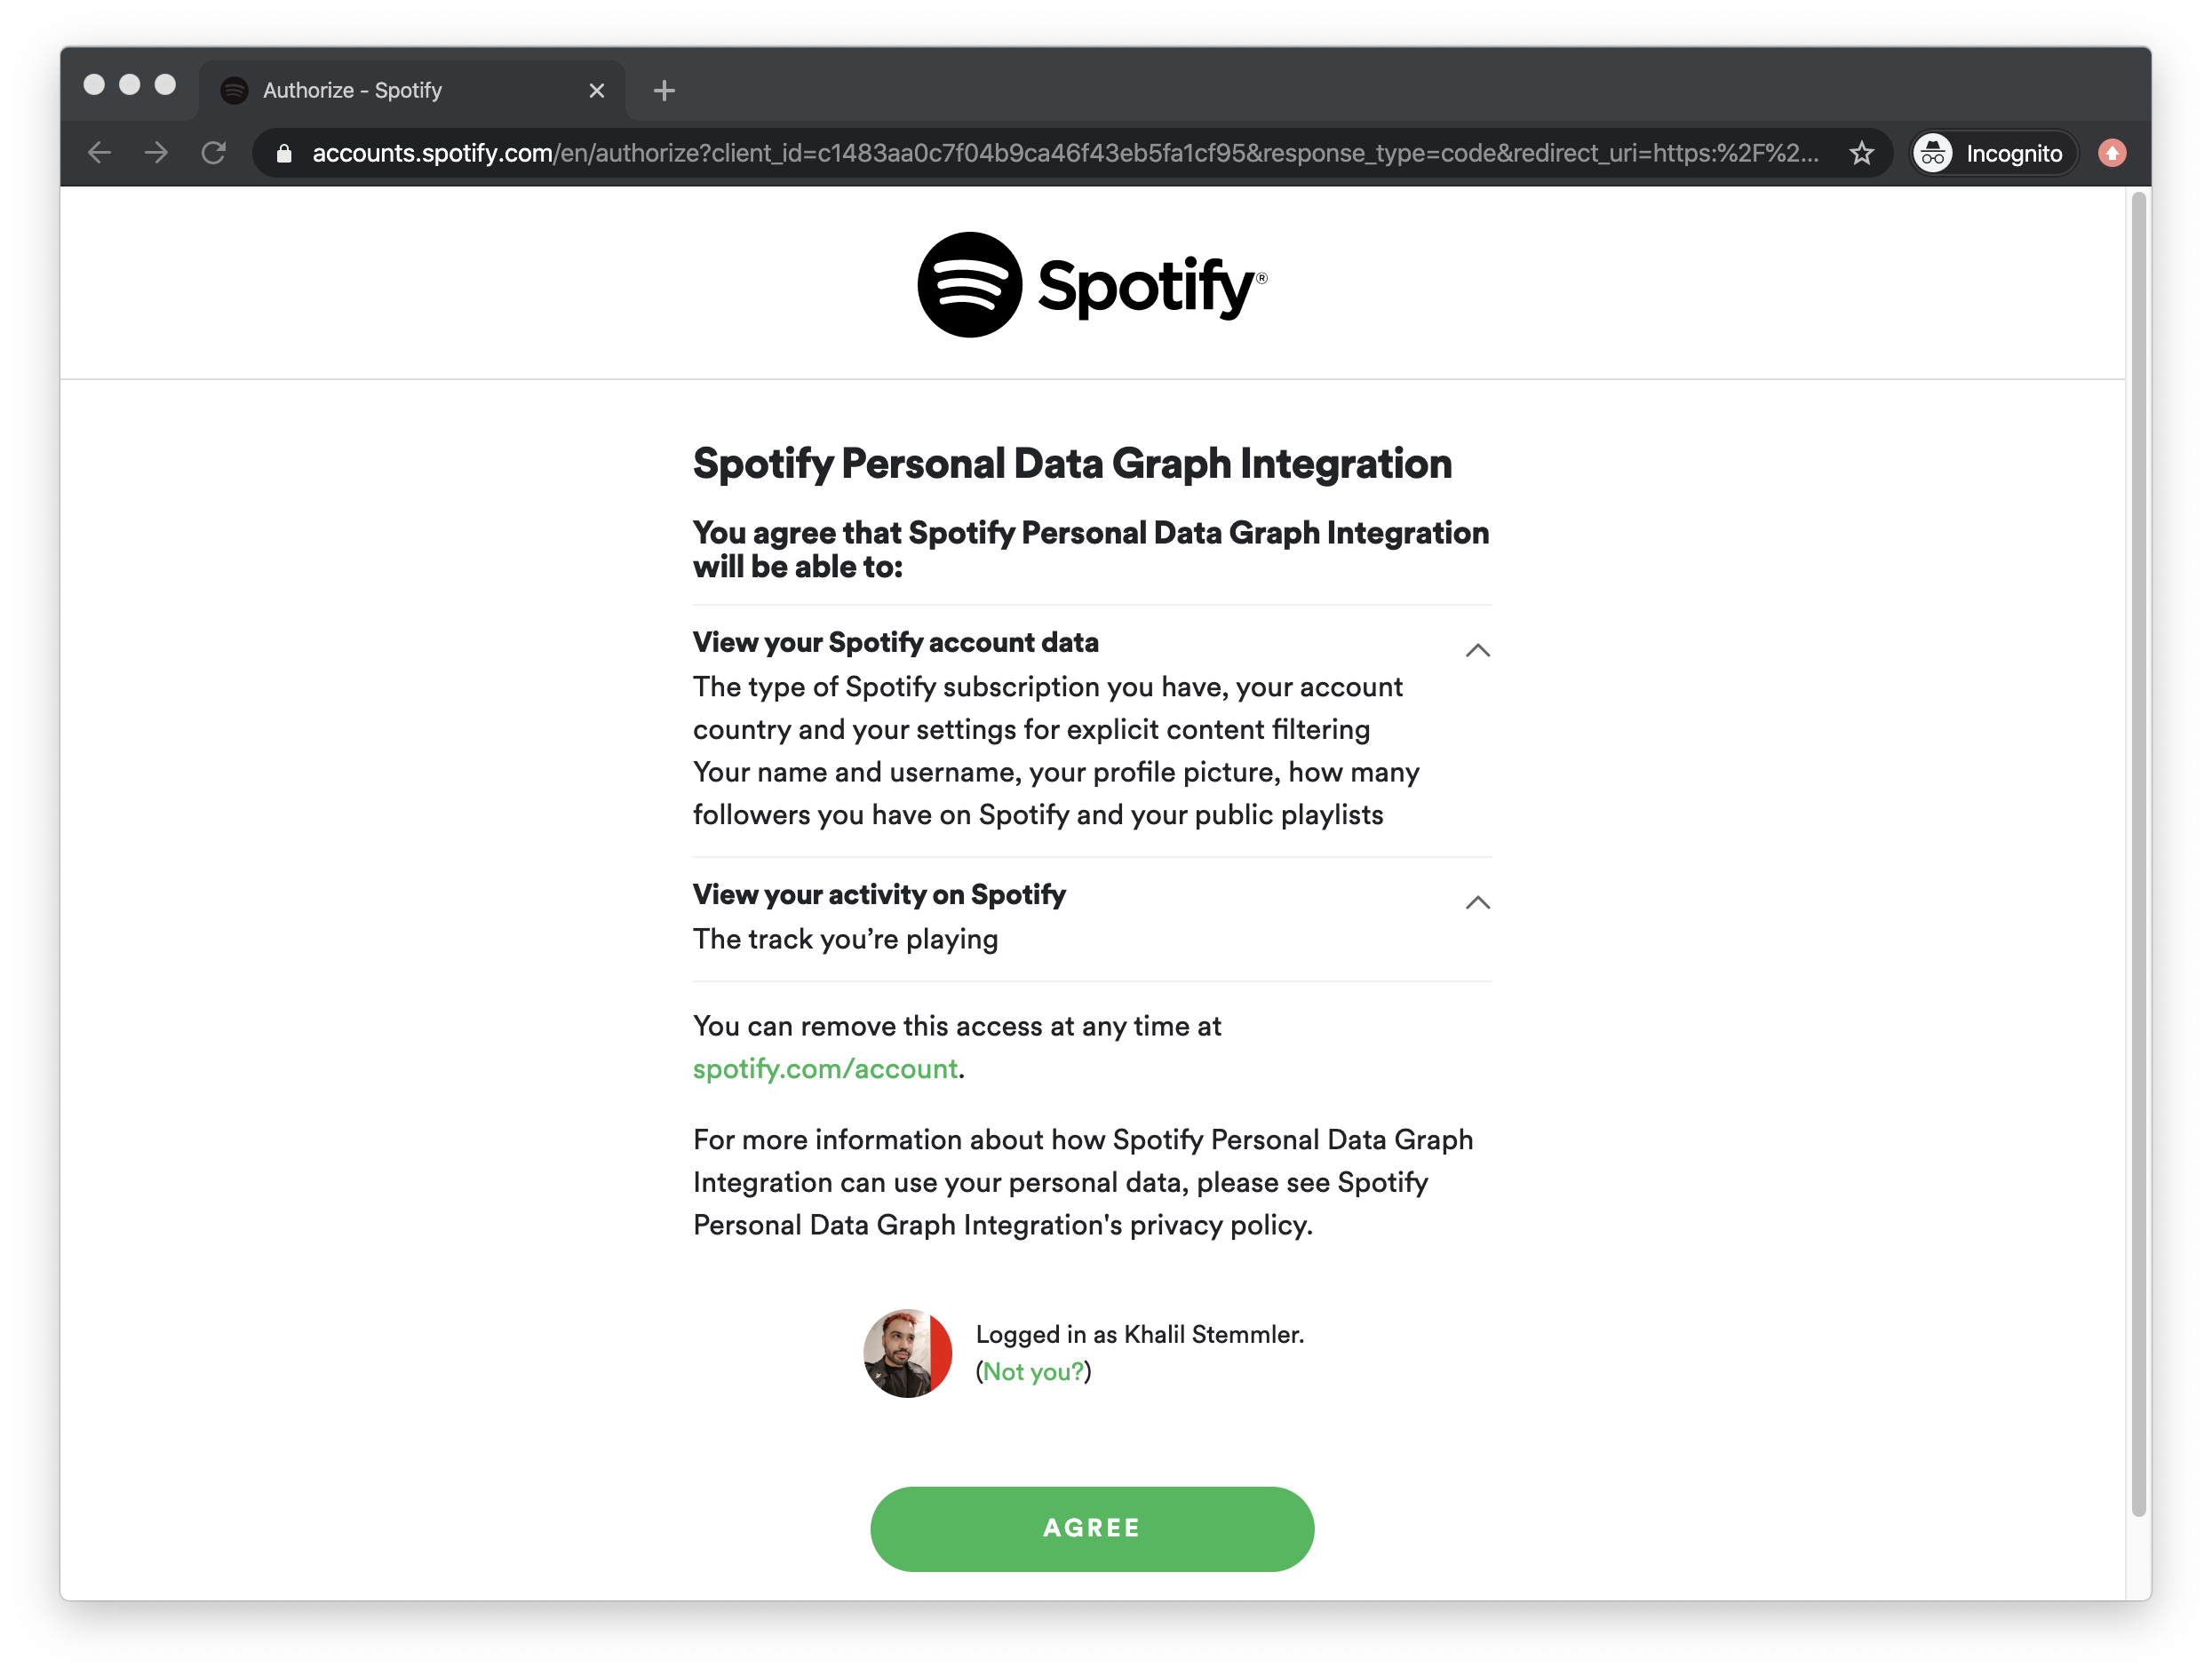 Authorize - Spotify
accounts.spotify.com/en/authorize?client_id=c1483aa0c7f04b9ca46f43eb5fa1cf95&response_type=code&redirect_uri=https:%2F%2...
Incognito
Spotify®
Spotify Personal Data Graph Integration
You agree that Spotify Personal Data Graph Integration
will be able to:
View your Spotify account data
The type of Spotify subscription you have, your account
country and your settings for explicit content filtering
Your name and username, your profile picture, how many
followers you have on Spotify and your public playlists
View your activity on Spotify
The track you’re playing
You can remove this access at any time at
spotify.com/account.
For more information about how Spotify Personal Data Graph
Integration can use your personal data, please see Spotify
Personal Data Graph Integration's privacy policy.
Logged in as Khalil Stemmler.
(Not you?)
AGREE